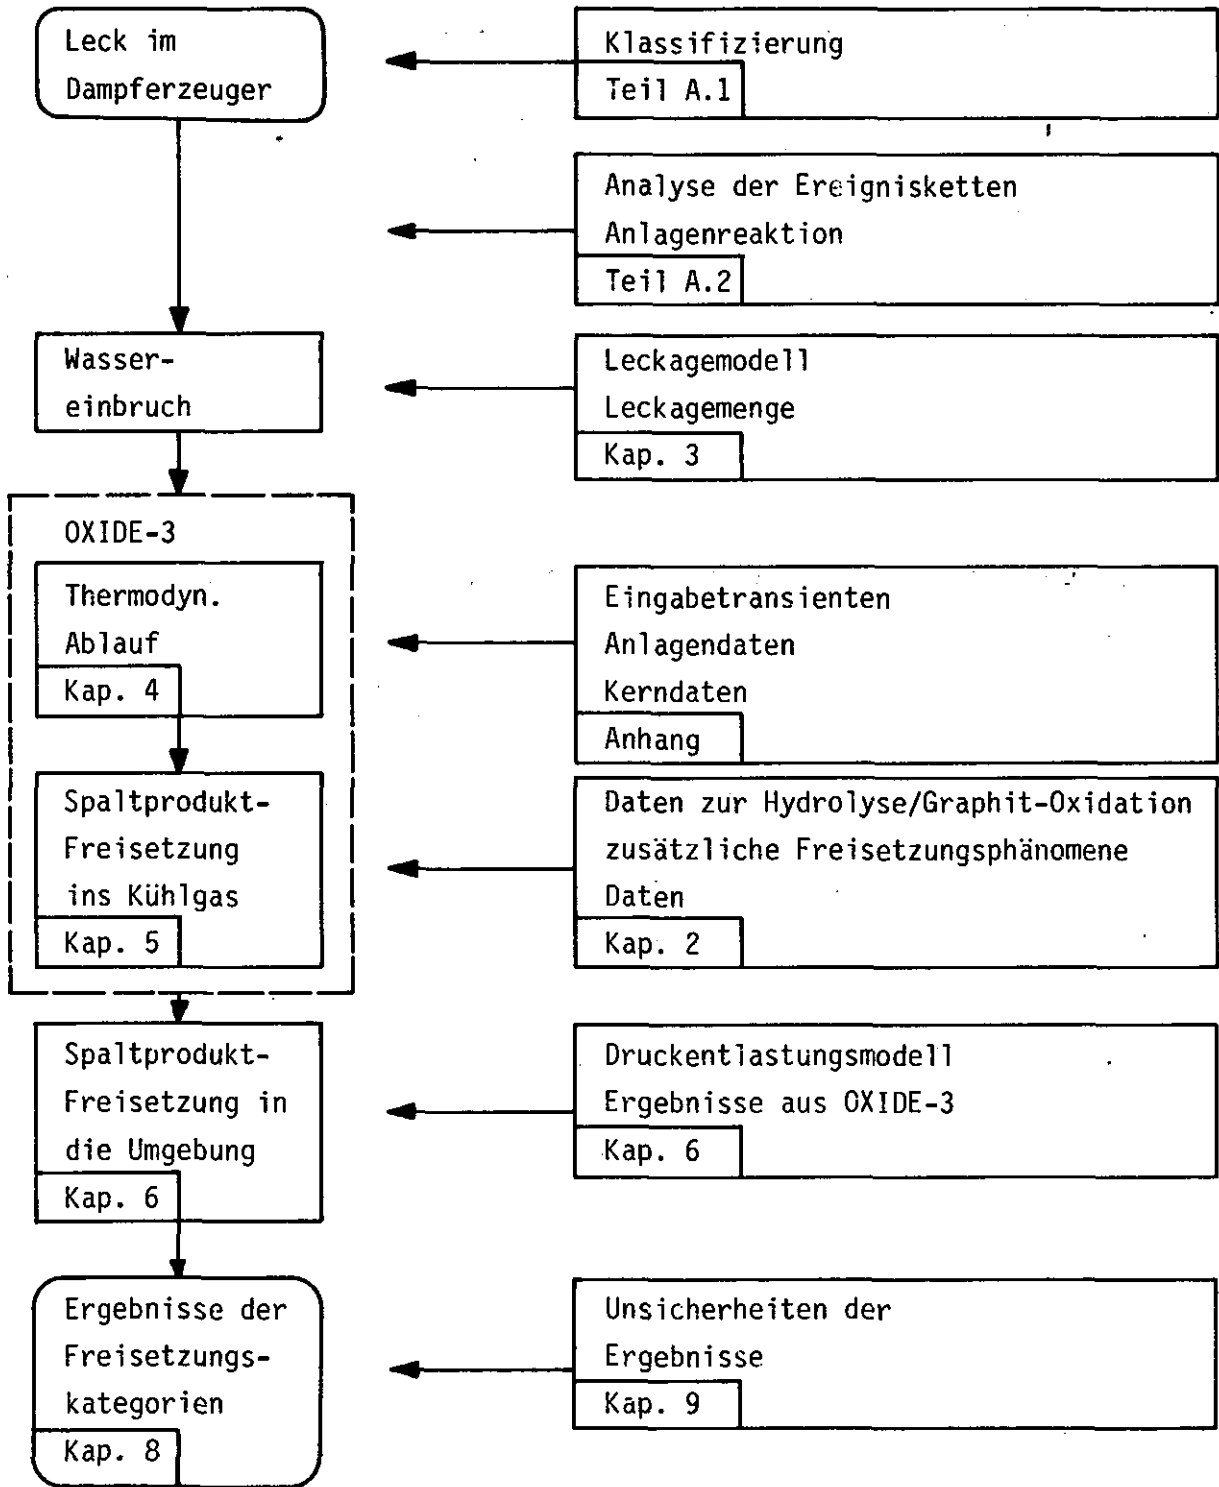 Leck im
Dampferzeuger
Klassifizierung
Teil A.1
Analyse der Ereignisketten
Anlagenreaktion
Teil A.2
Wasser-
einbruch
Leckagemodell
Leckagemenge
Kap. 3
OXIDE-3
Thermodyn.
Ablauf
Kap. 4
Eingabetransienten
Anlagendaten
Kerndaten
Anhang
Spaltprodukt-
Freisetzung
ins Kühlgas
Kap. 5
Daten zur Hydrolyse/Graphit-Oxidation
zusätzliche Freisetzungsphänomene
Daten
Kap. 2
Spaltprodukt-
Freisetzung in
die Umgebung
Kap. 6
Druckentlastungsmodell
Ergebnisse aus OXIDE-3
Kap. 6
Ergebnisse der
Freisetzungs-
kategorien
Kap. 8
Unsicherheiten der
Ergebnisse
Kap. 9